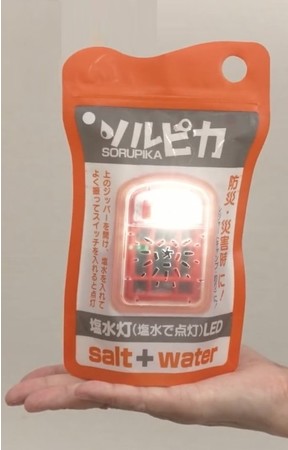 ソルピカ
SORUPIKA
防災・災害時に!
上のジッパーを開け 塩水を入れて
よく振ってスイッチを入れると点灯
塩水灯(塩水で点灯)LED
salt+water